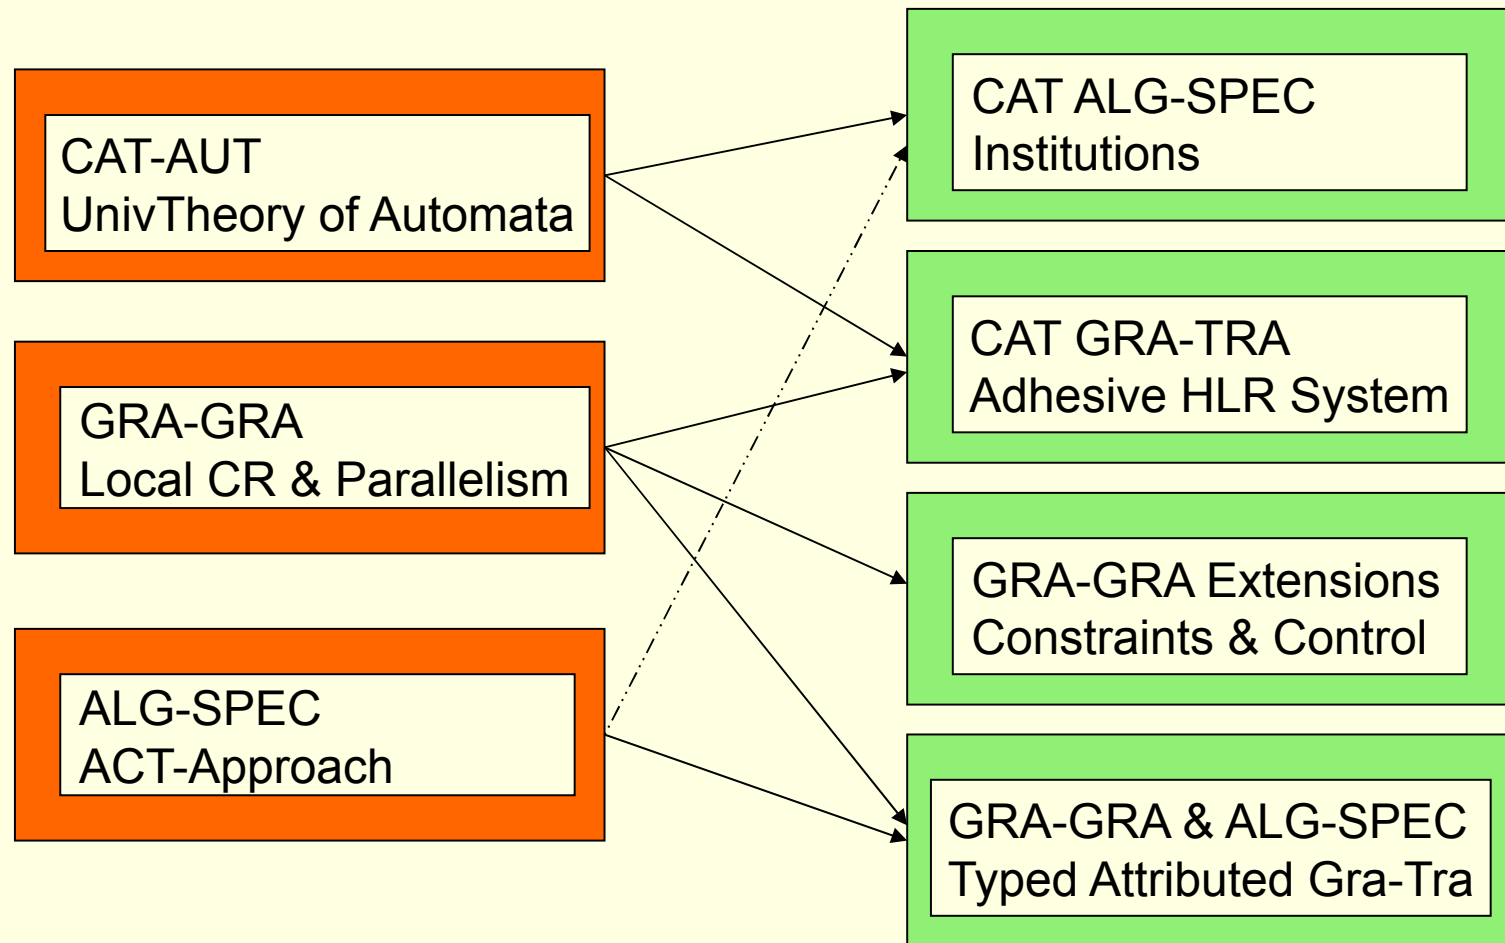 CAT-AUT
UnivTheory of Automata
GRA-GRA
Local CR & Parallelism
ALG-SPEC
ACT-Approach
CAT ALG-SPEC
Institutions
CAT GRA-TRA
Adhesive HLR System
GRA-GRA Extensions
Constraints & Control
GRA-GRA & ALG-SPEC
Typed Attributed Gra-Tra